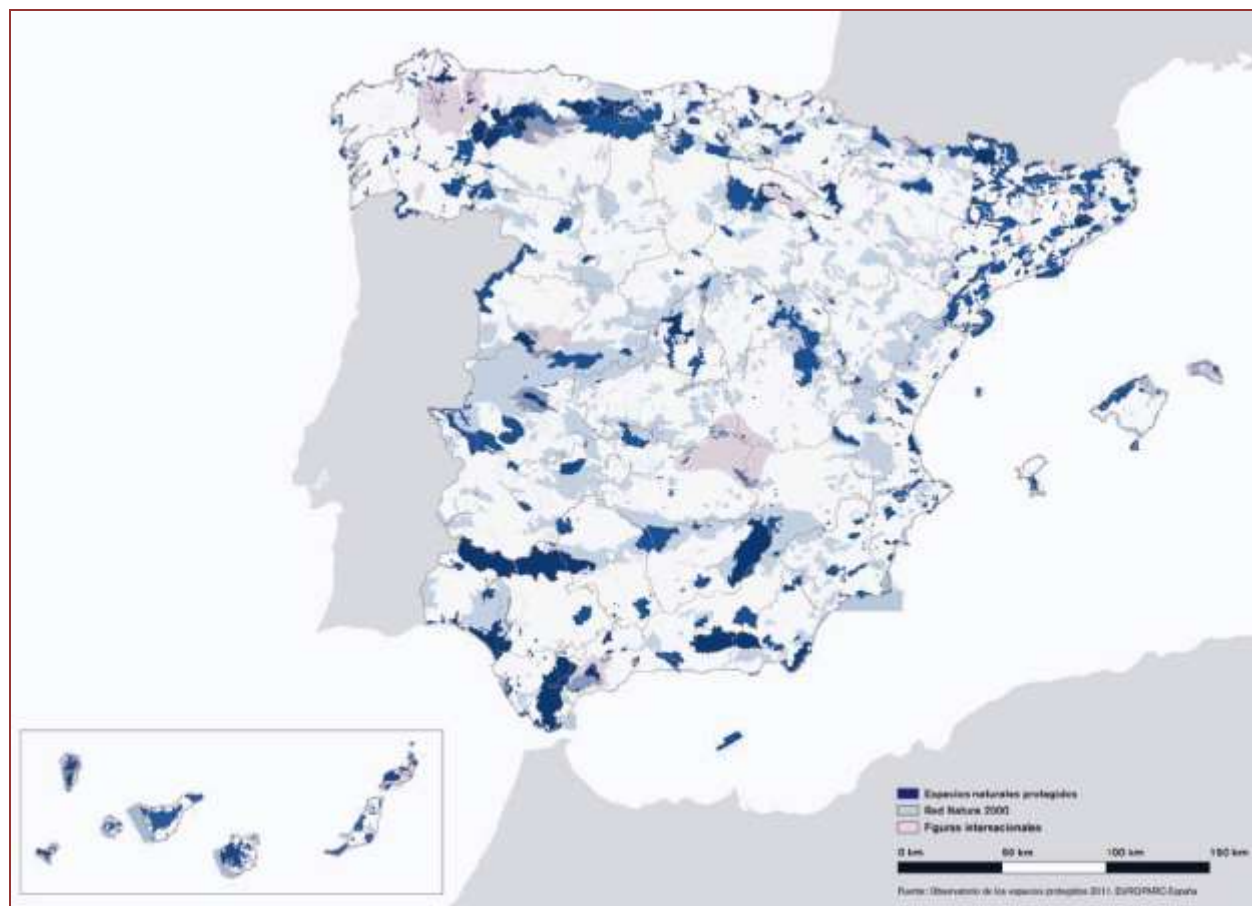 Espacios naturales protegidos
Red Natura 2000
Figuras internacionales
0 km 50 km 100 km 150 km
Fuente: Observatorio de los espacios protegidos 2011. EUROPARC-España